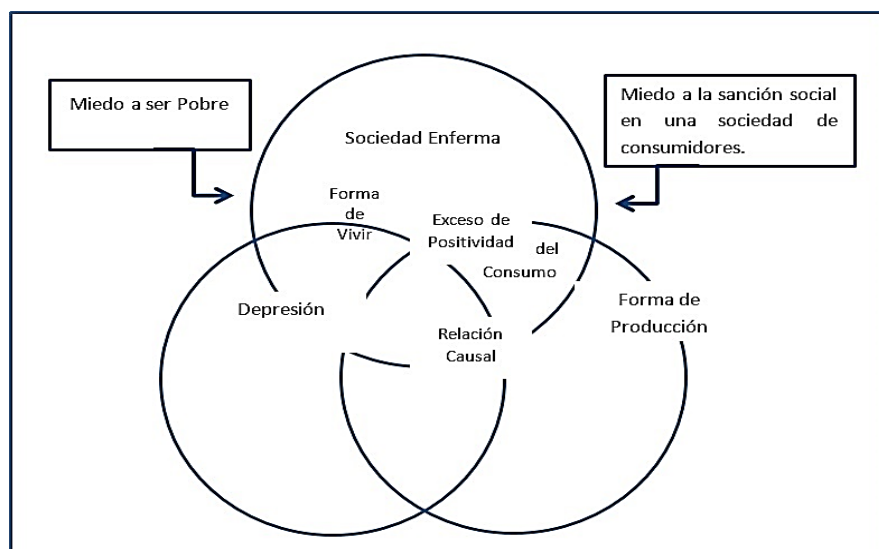 Miedo a ser Pobre
Miedo a la sanción social
en una sociedad de
consumidores.
Sociedad Enferma
Forma
de
Vivir
Exceso de
Positividad
del
Consumo
Depresión
Forma de
Producción
Relación
Causal